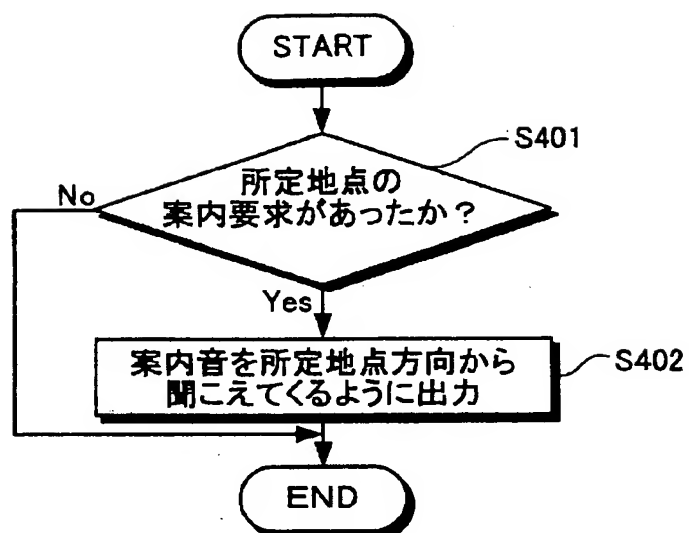 START
S401
所定地点の
案内要求があったか？
No
Yes
案内音を所定地点方向から
聞こえてくるように出力
S402
END